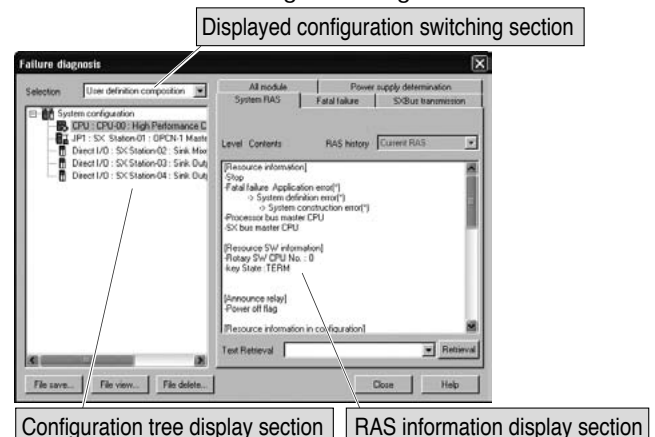 Displayed configuration switching section
Failure diagnosis
Selection User definition composition
System configuration
CPU : CPU-00 : High Performance C
JP1 : SX Station-01 : OPCN-1 Maste
Direct I/O : SX Station-02 : Sink Mixe
Direct I/O : SX Station-03 : Sink Outp
Direct I/O : SX Station-04 : Sink Outp
All module Power supply determination
System RAS Fatal failure SXBus transmission
Level Contents RAS history Current RAS
[Resource information]
-Stop
-Fatal failure Application error(*)
-> System definition error(*)
-> System construction error(*)
-Processor bus master CPU
-SX bus master CPU
[Resource SW information]
-Rotary SW CPU No. : 0
-key State :TERM
[Announce relay]
-Power off flag
[Resource information in configuration]
Text Retrieval Retrieval
File save... File view... File delete... Close Help
Configuration tree display section RAS information display section